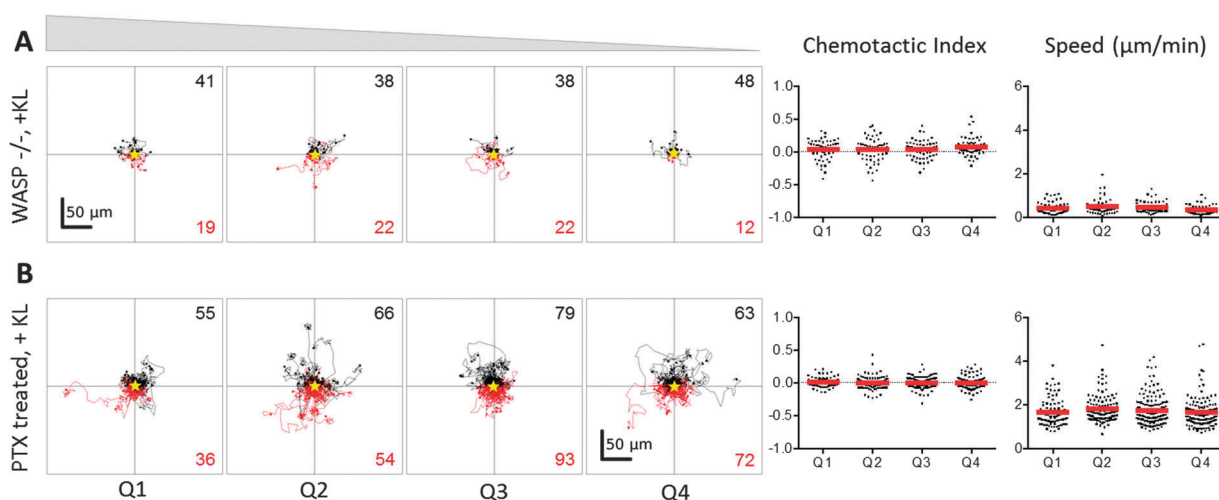 A
Chemotactic Index
Speed (μm/min)
WASP -/-, +KL
41
38
38
48
50 μm
19
22
22
12
1.0
0.5
0.0
-0.5
-1.0
Q1 Q2 Q3 Q4
6
4
2
0
Q1 Q2 Q3 Q4
B
PTX treated, + KL
55
66
79
63
50 μm
36
54
93
72
Q1
Q2
Q3
Q4
1.0
0.5
0.0
-0.5
-1.0
Q1 Q2 Q3 Q4
6
4
2
0
Q1 Q2 Q3 Q4